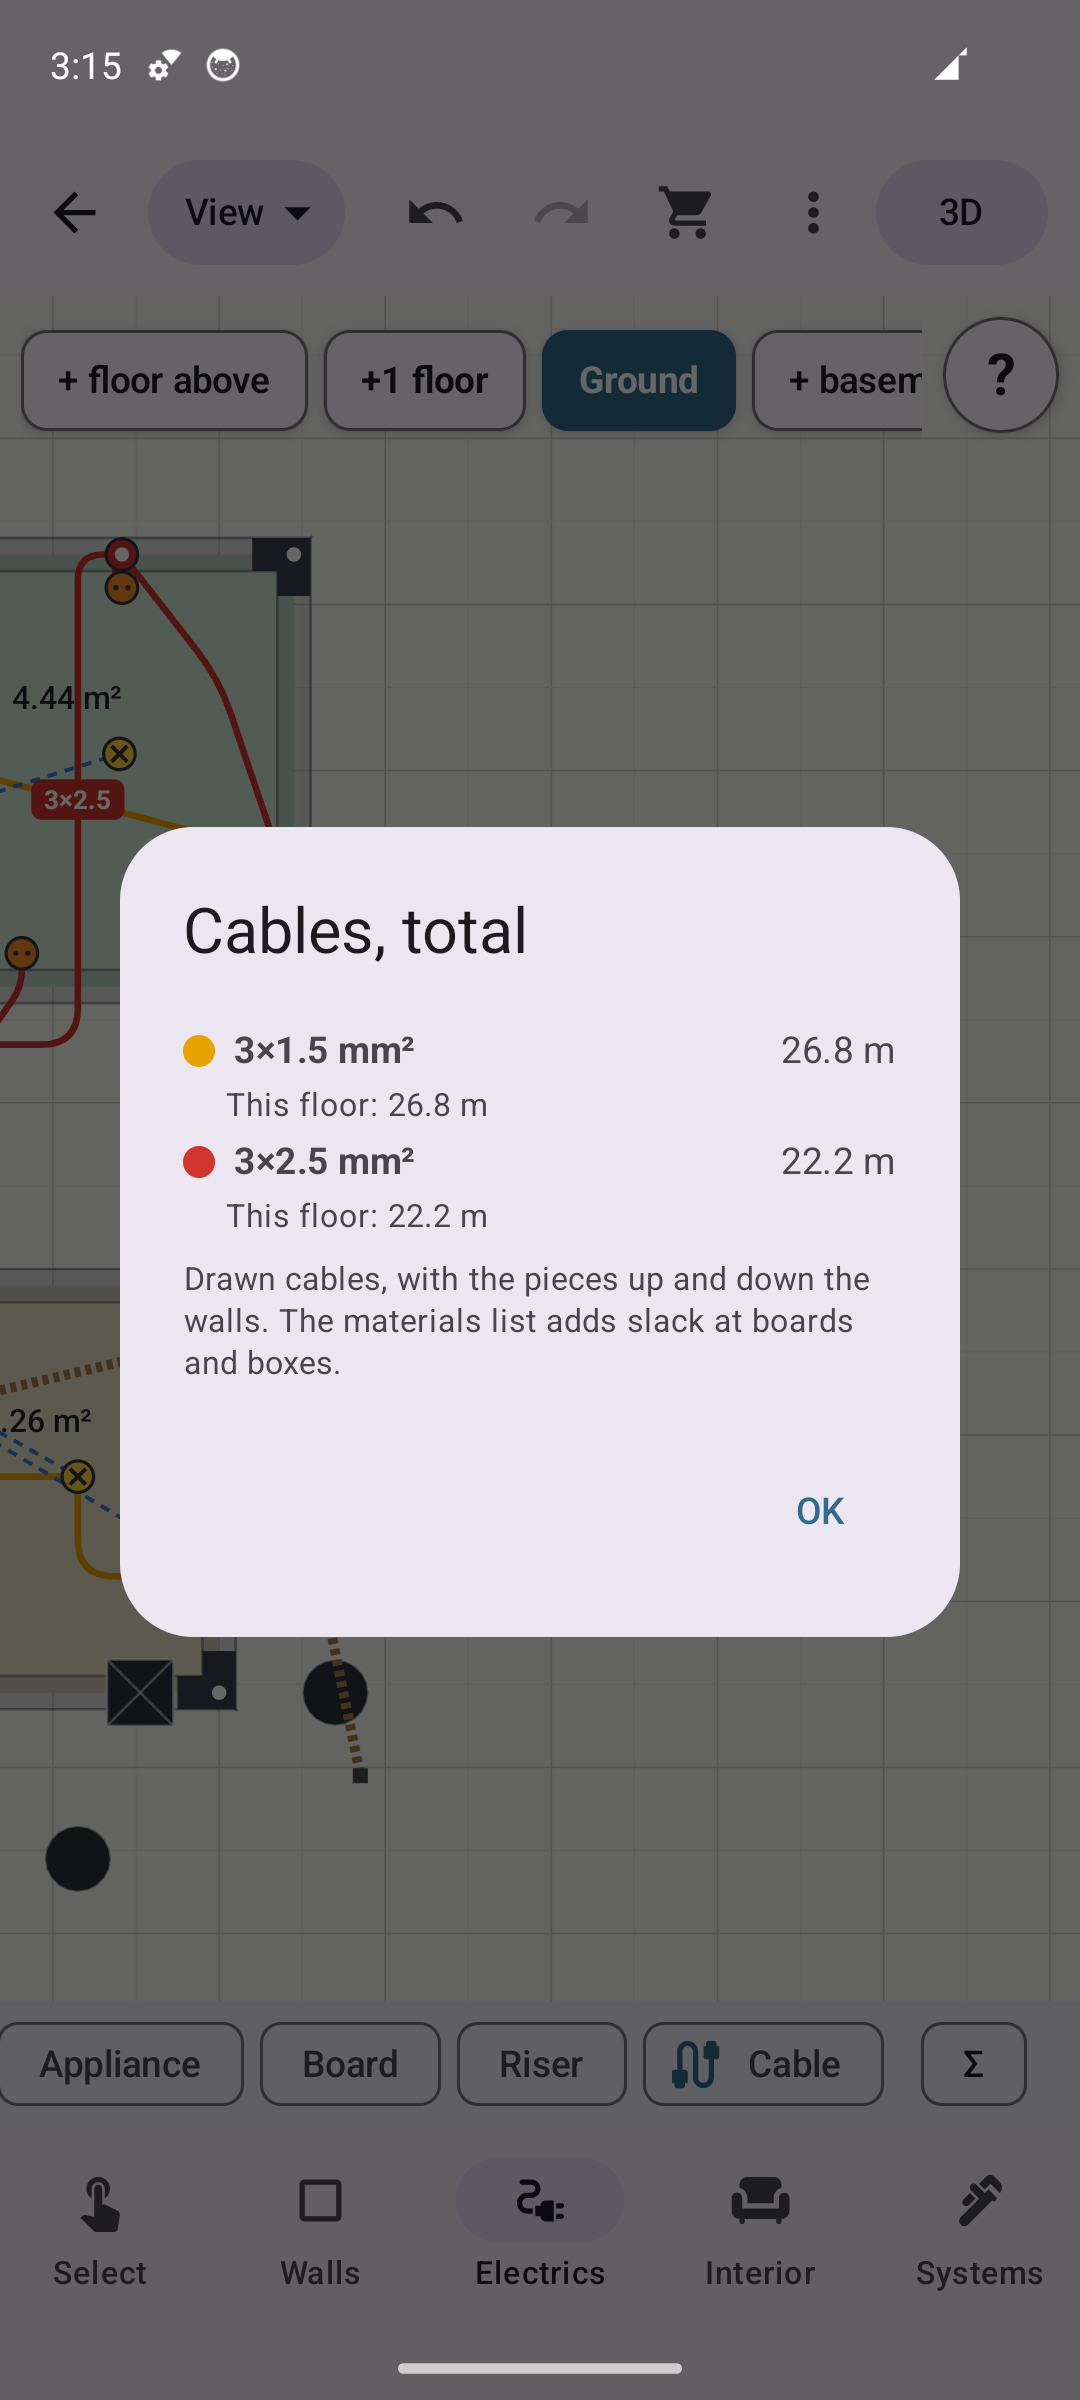 3:15
View
3D
+ floor above
+1 floor
Ground
+ basem
?
4.44 m²
3×2.5
Cables, total
3×1.5 mm² 26.8 m
This floor: 26.8 m
3×2.5 mm² 22.2 m
This floor: 22.2 m
Drawn cables, with the pieces up and down the
walls. The materials list adds slack at boards
and boxes.
.26 m²
OK
Appliance
Board
Riser
Cable
Σ
Select
Walls
Electrics
Interior
Systems